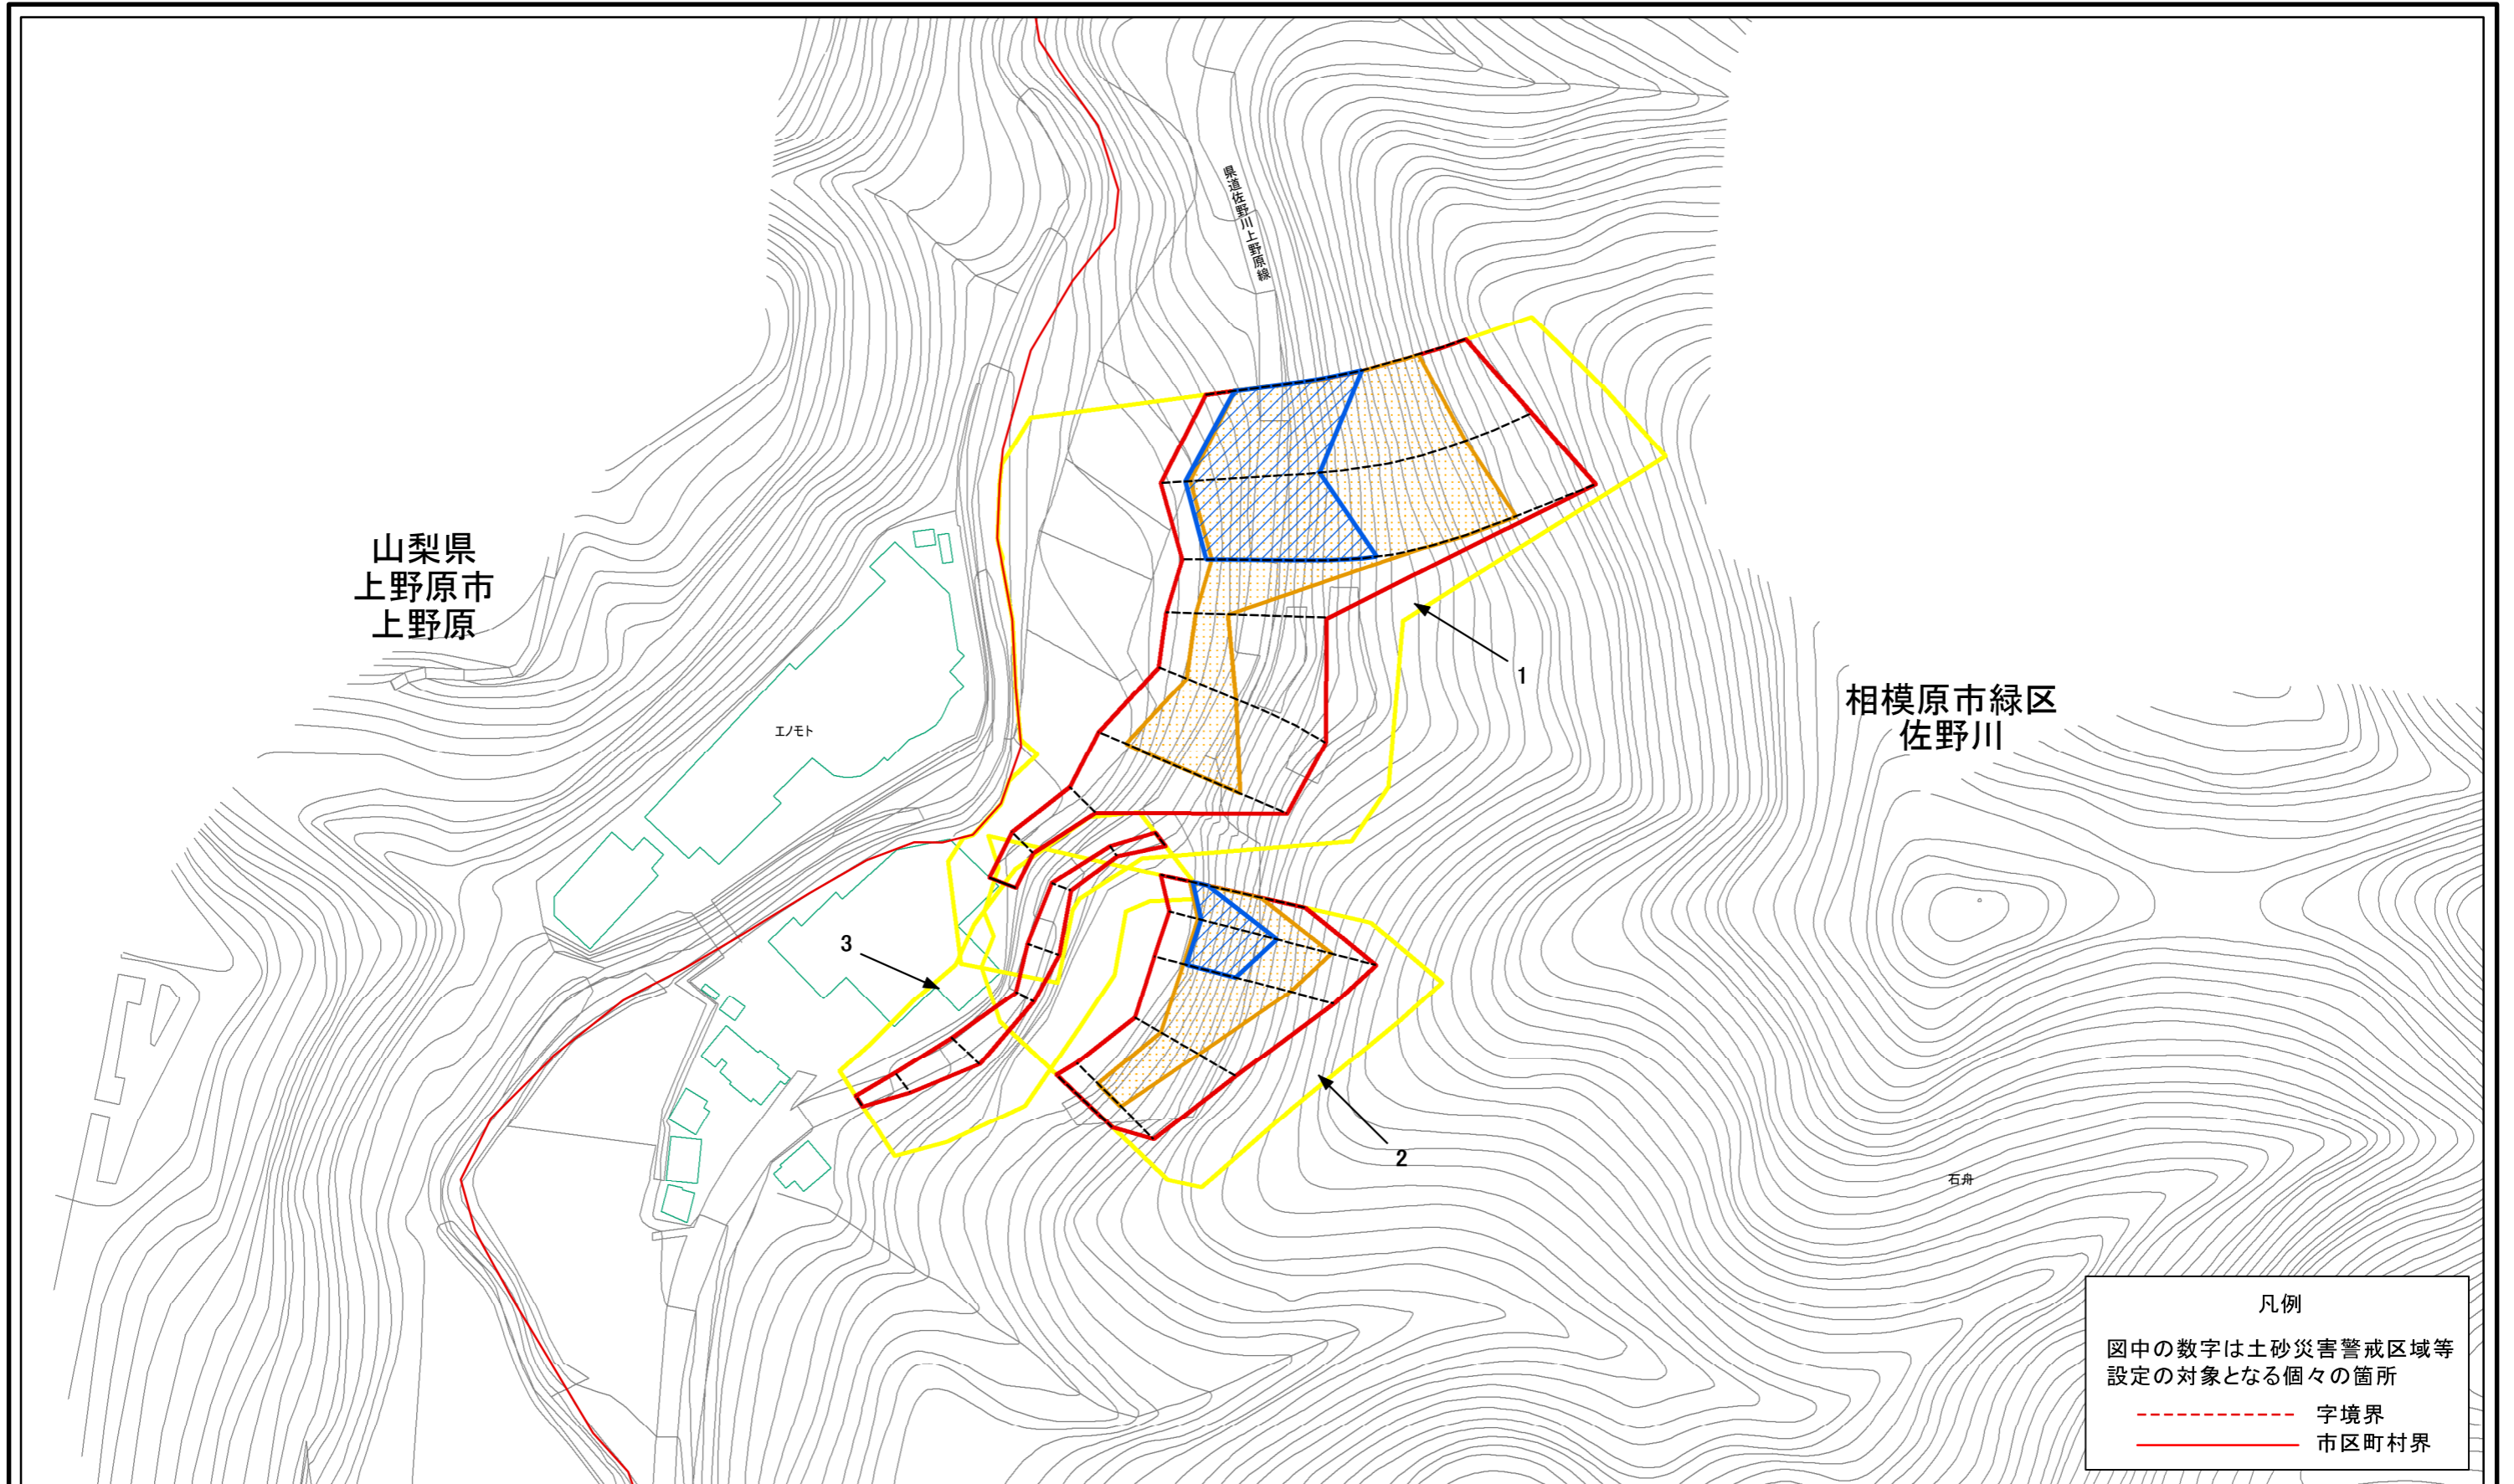 県道佐野川上野原線
山梨県
上野原市
上野原
エノモト
1
相模原市緑区
佐野川
3
2
石舟
凡例
図中の数字は土砂災害警戒区域等
設定の対象となる個々の箇所
字境界
市区町村界